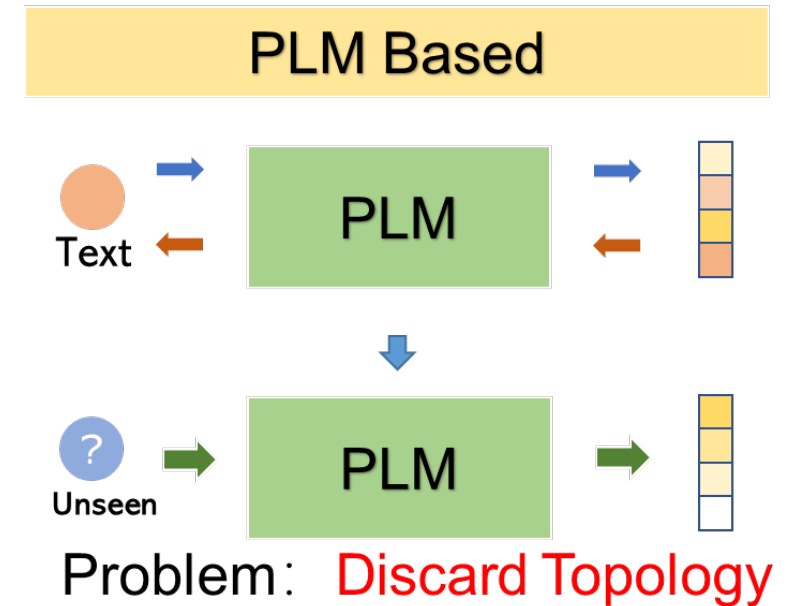 PLM Based
PLM
Text
?
PLM
Unseen
Problem： Discard Topology